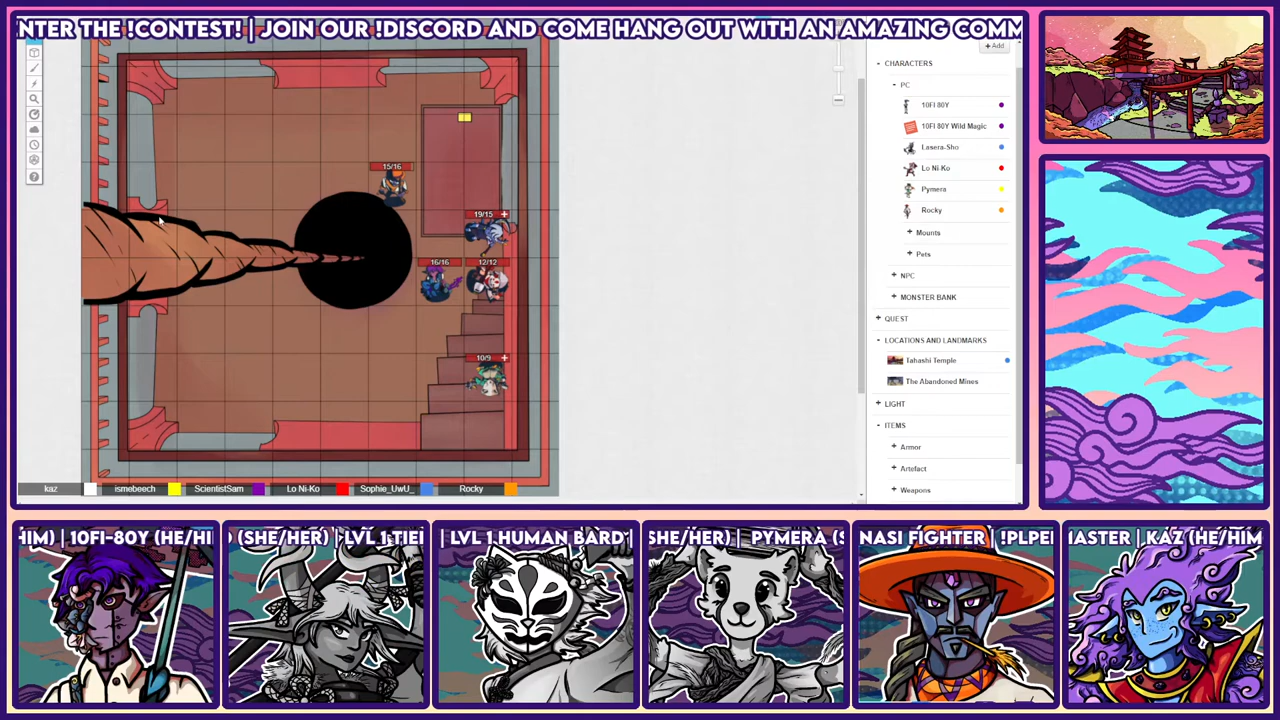 NTER THE !CONTEST! | JOIN OUR !DISCORD AND COME HANG OUT WITH AN AMAZING COMM
+ Add
CHARACTERS
PC
10FI 80Y
10FI 80Y Wild Magic
Lasera-Sho
Lo Ni-Ko
Pymera
Rocky
Mounts
Pets
NPC
MONSTER BANK
QUEST
LOCATIONS AND LANDMARKS
Tahashi Temple
The Abandoned Mines
LIGHT
ITEMS
Armor
Artefact
Weapons
15/16
19/15
16/16
12/12
10/9
kaz
ismebeech
ScientistSam
Lo Ni-Ko
Sophie_UwU_
Rocky
HIM) | 10FI-80Y (HE/HI
(SHE/HER) | LVL 1 TIEF
| LVL 1 HUMAN BARD |
SHE/HER) | PYMERA (S
NASI FIGHTER | !PLPE
MASTER | KAZ (HE/HIM